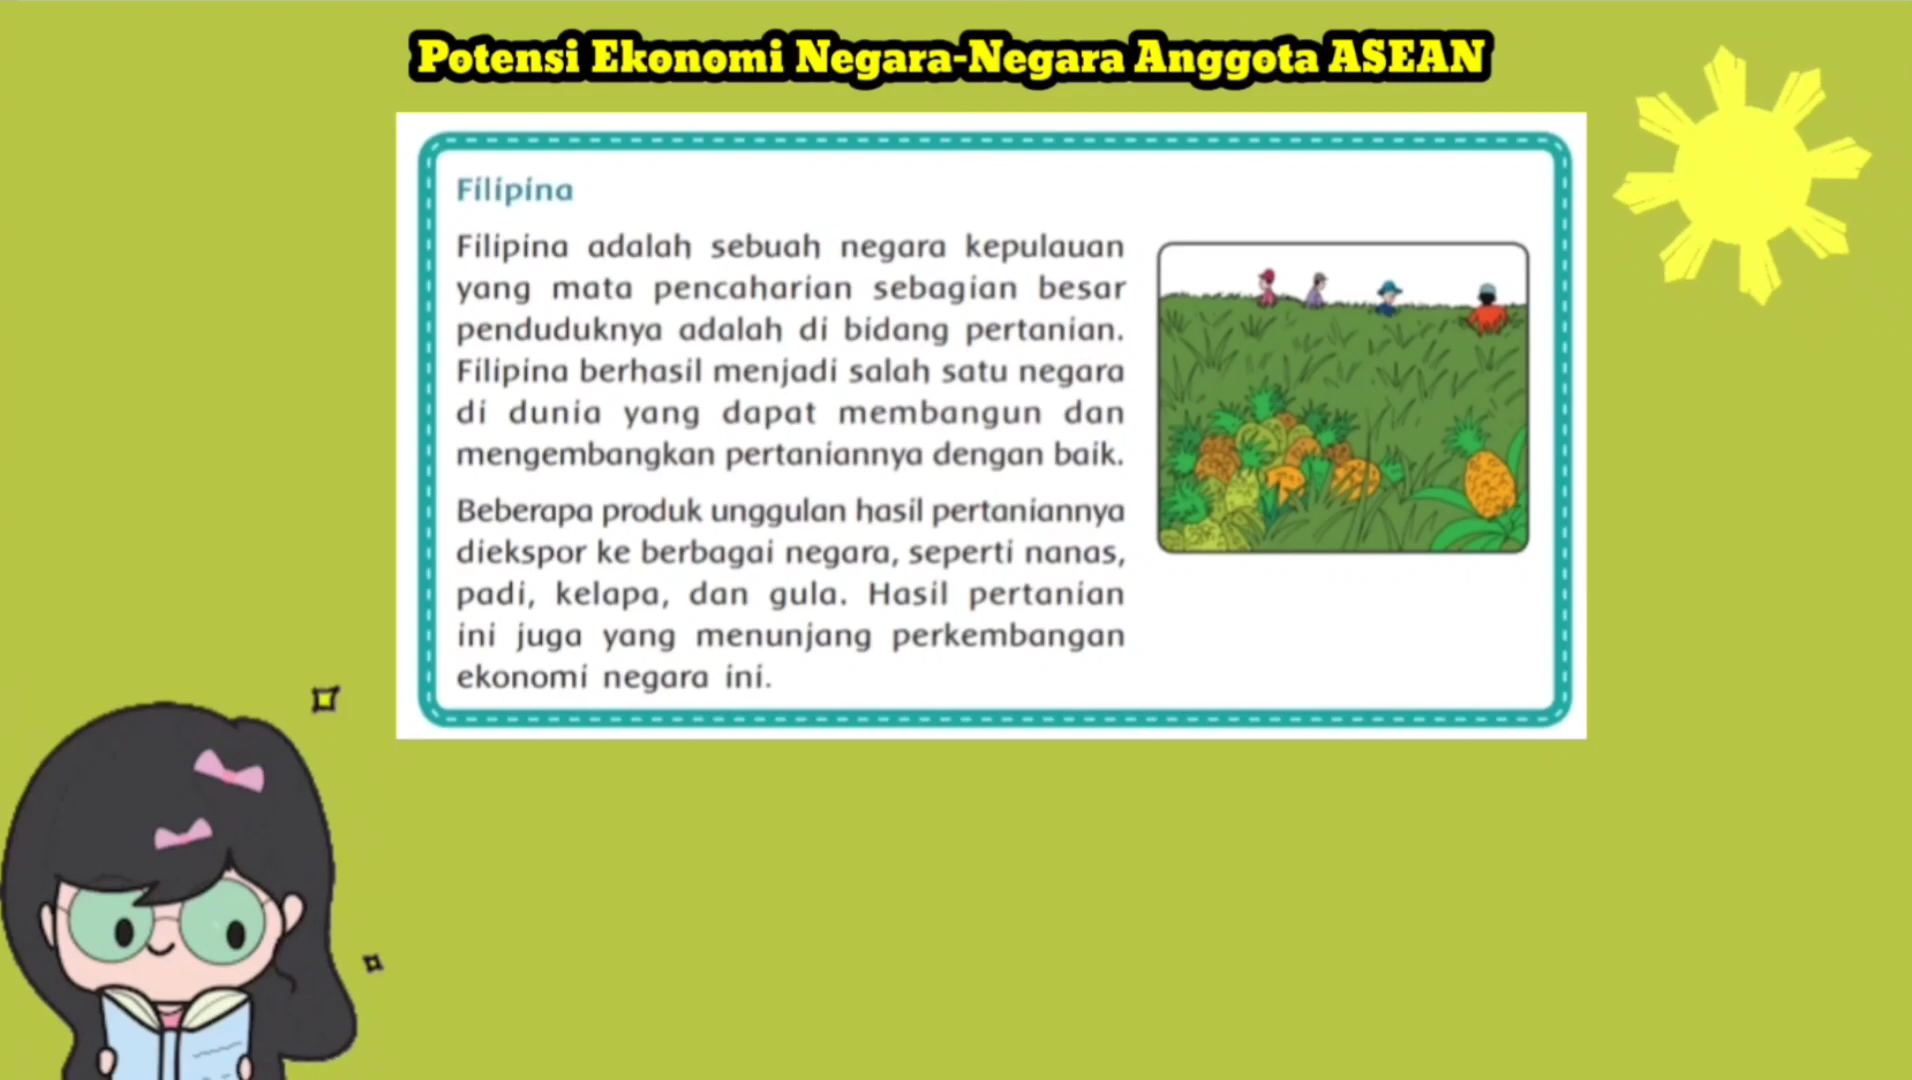 Potensi Ekonomi Negara-Negara Anggota ASEAN
Filipina
Filipina adalah sebuah negara kepulauan
yang mata pencaharian sebagian besar
penduduknya adalah di bidang pertanian.
Filipina berhasil menjadi salah satu negara
di dunia yang dapat membangun dan
mengembangkan pertaniannya dengan baik.
Beberapa produk unggulan hasil pertaniannya
diekspor ke berbagai negara, seperti nanas,
padi, kelapa, dan gula. Hasil pertanian
ini juga yang menunjang perkembangan
ekonomi negara ini.